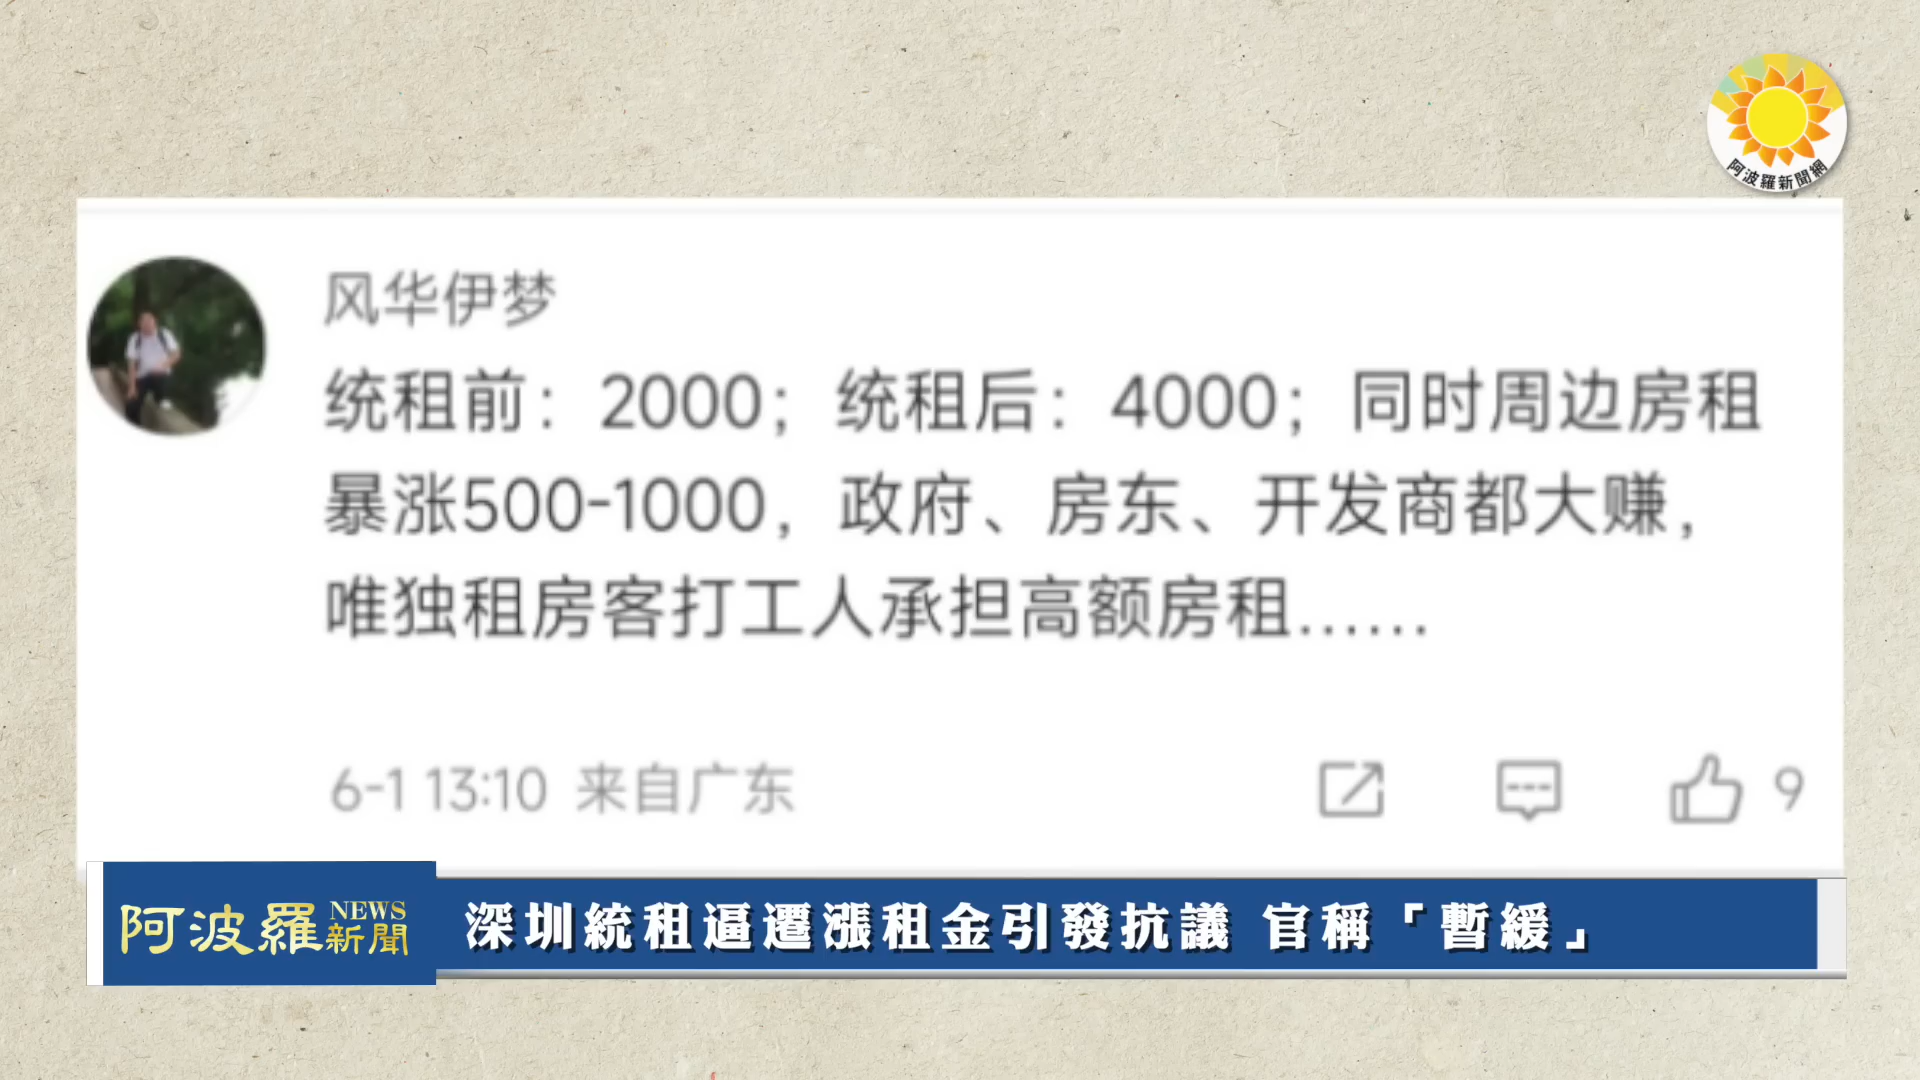 阿波羅新聞網
风华伊梦
统租前：2000；统租后：4000；同时周边房租
暴涨500-1000，政府、房东、开发商都大赚，
唯独租房客打工人承担高额房租……
6-1 13:10 来自广东
9
阿波羅 NEWS 新聞
深圳統租逼遷漲租金引發抗議 官稱「暫緩」